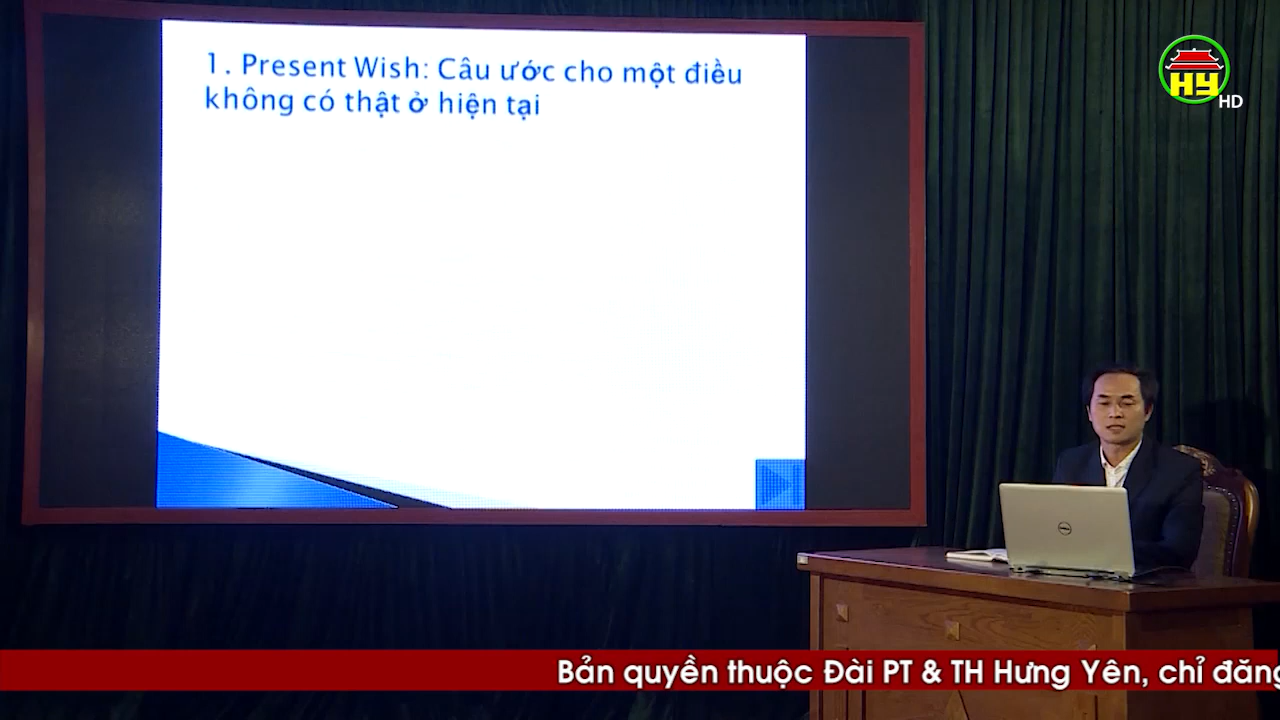 1. Present Wish: Câu ước cho một điều
không có thật ở hiện tại
HY
HD
DELL
Bản quyền thuộc Đài PT & TH Hưng Yên, chỉ đăng